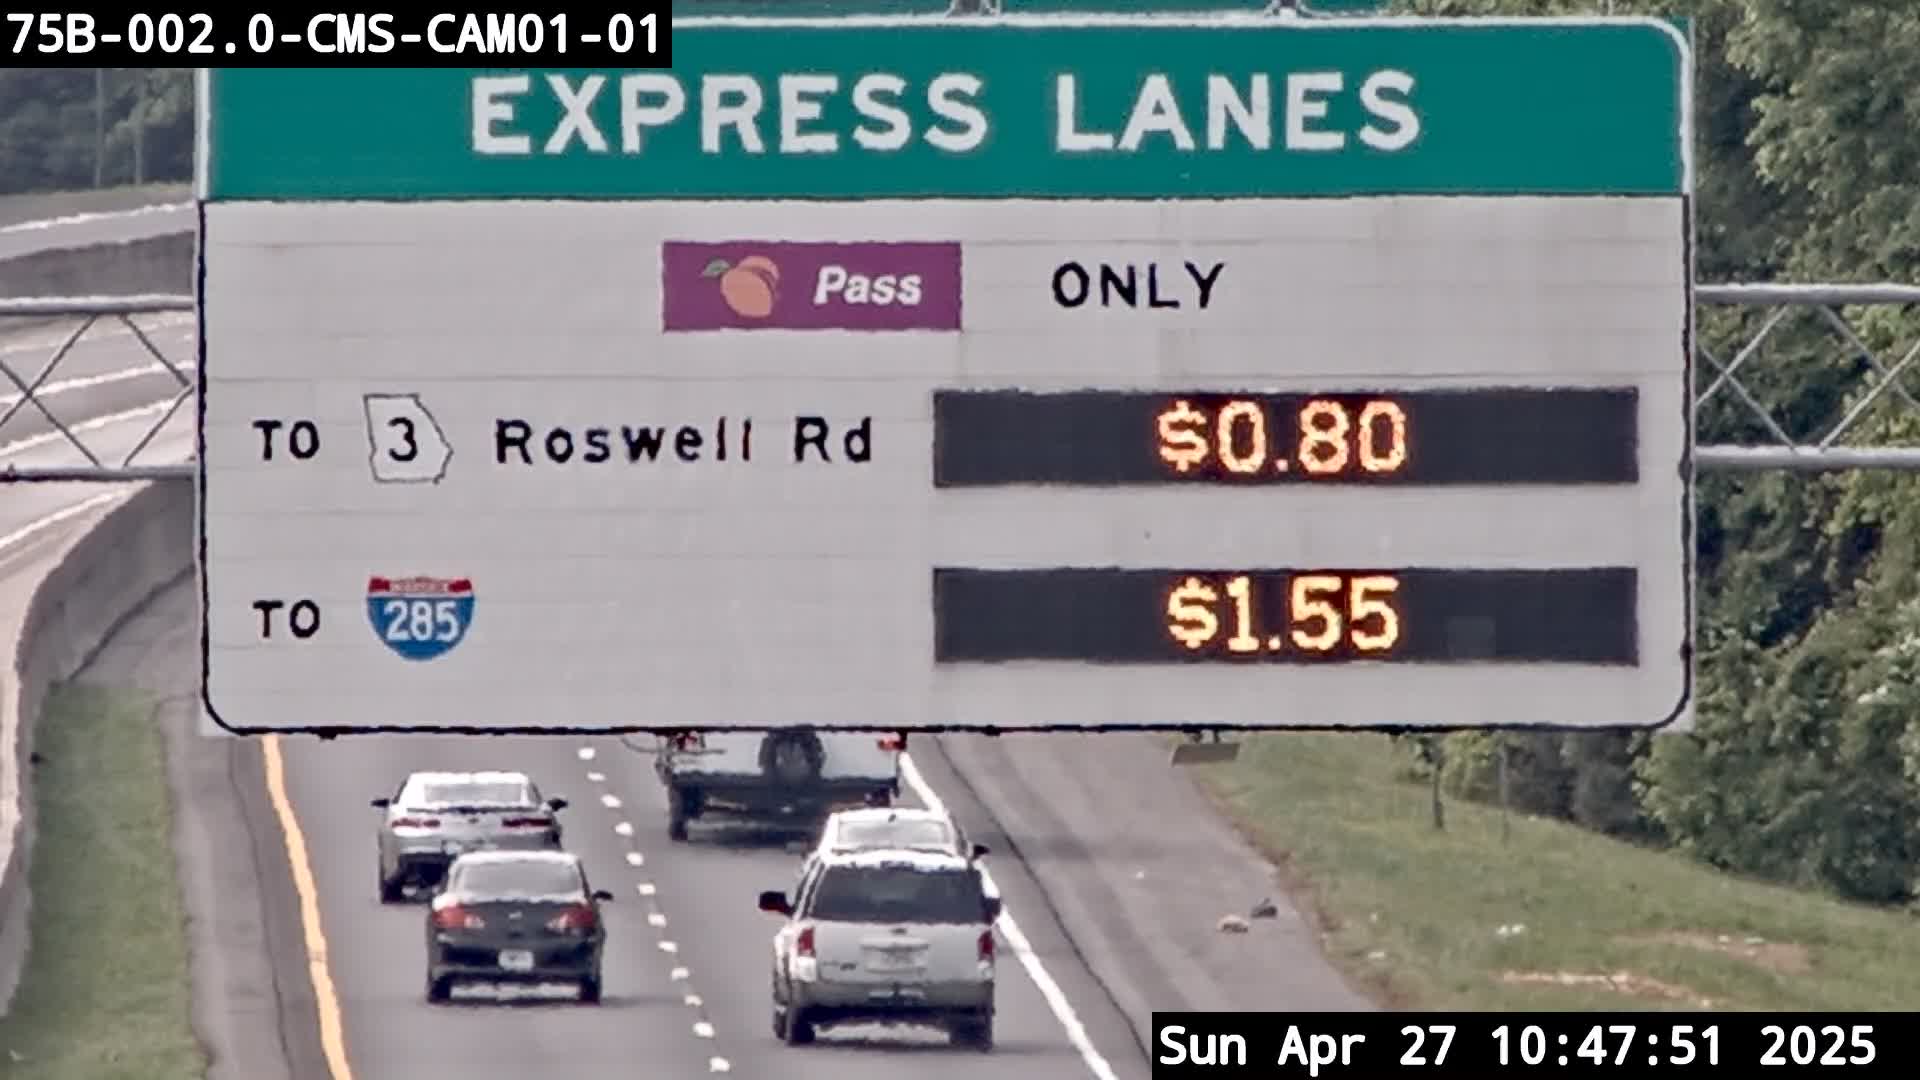 75B-002.0-CMS-CAM01-01
EXPRESS LANES
Pass ONLY
TO 3 Roswell Rd $0.80
TO 285 $1.55
Sun Apr 27 10:47:51 2025